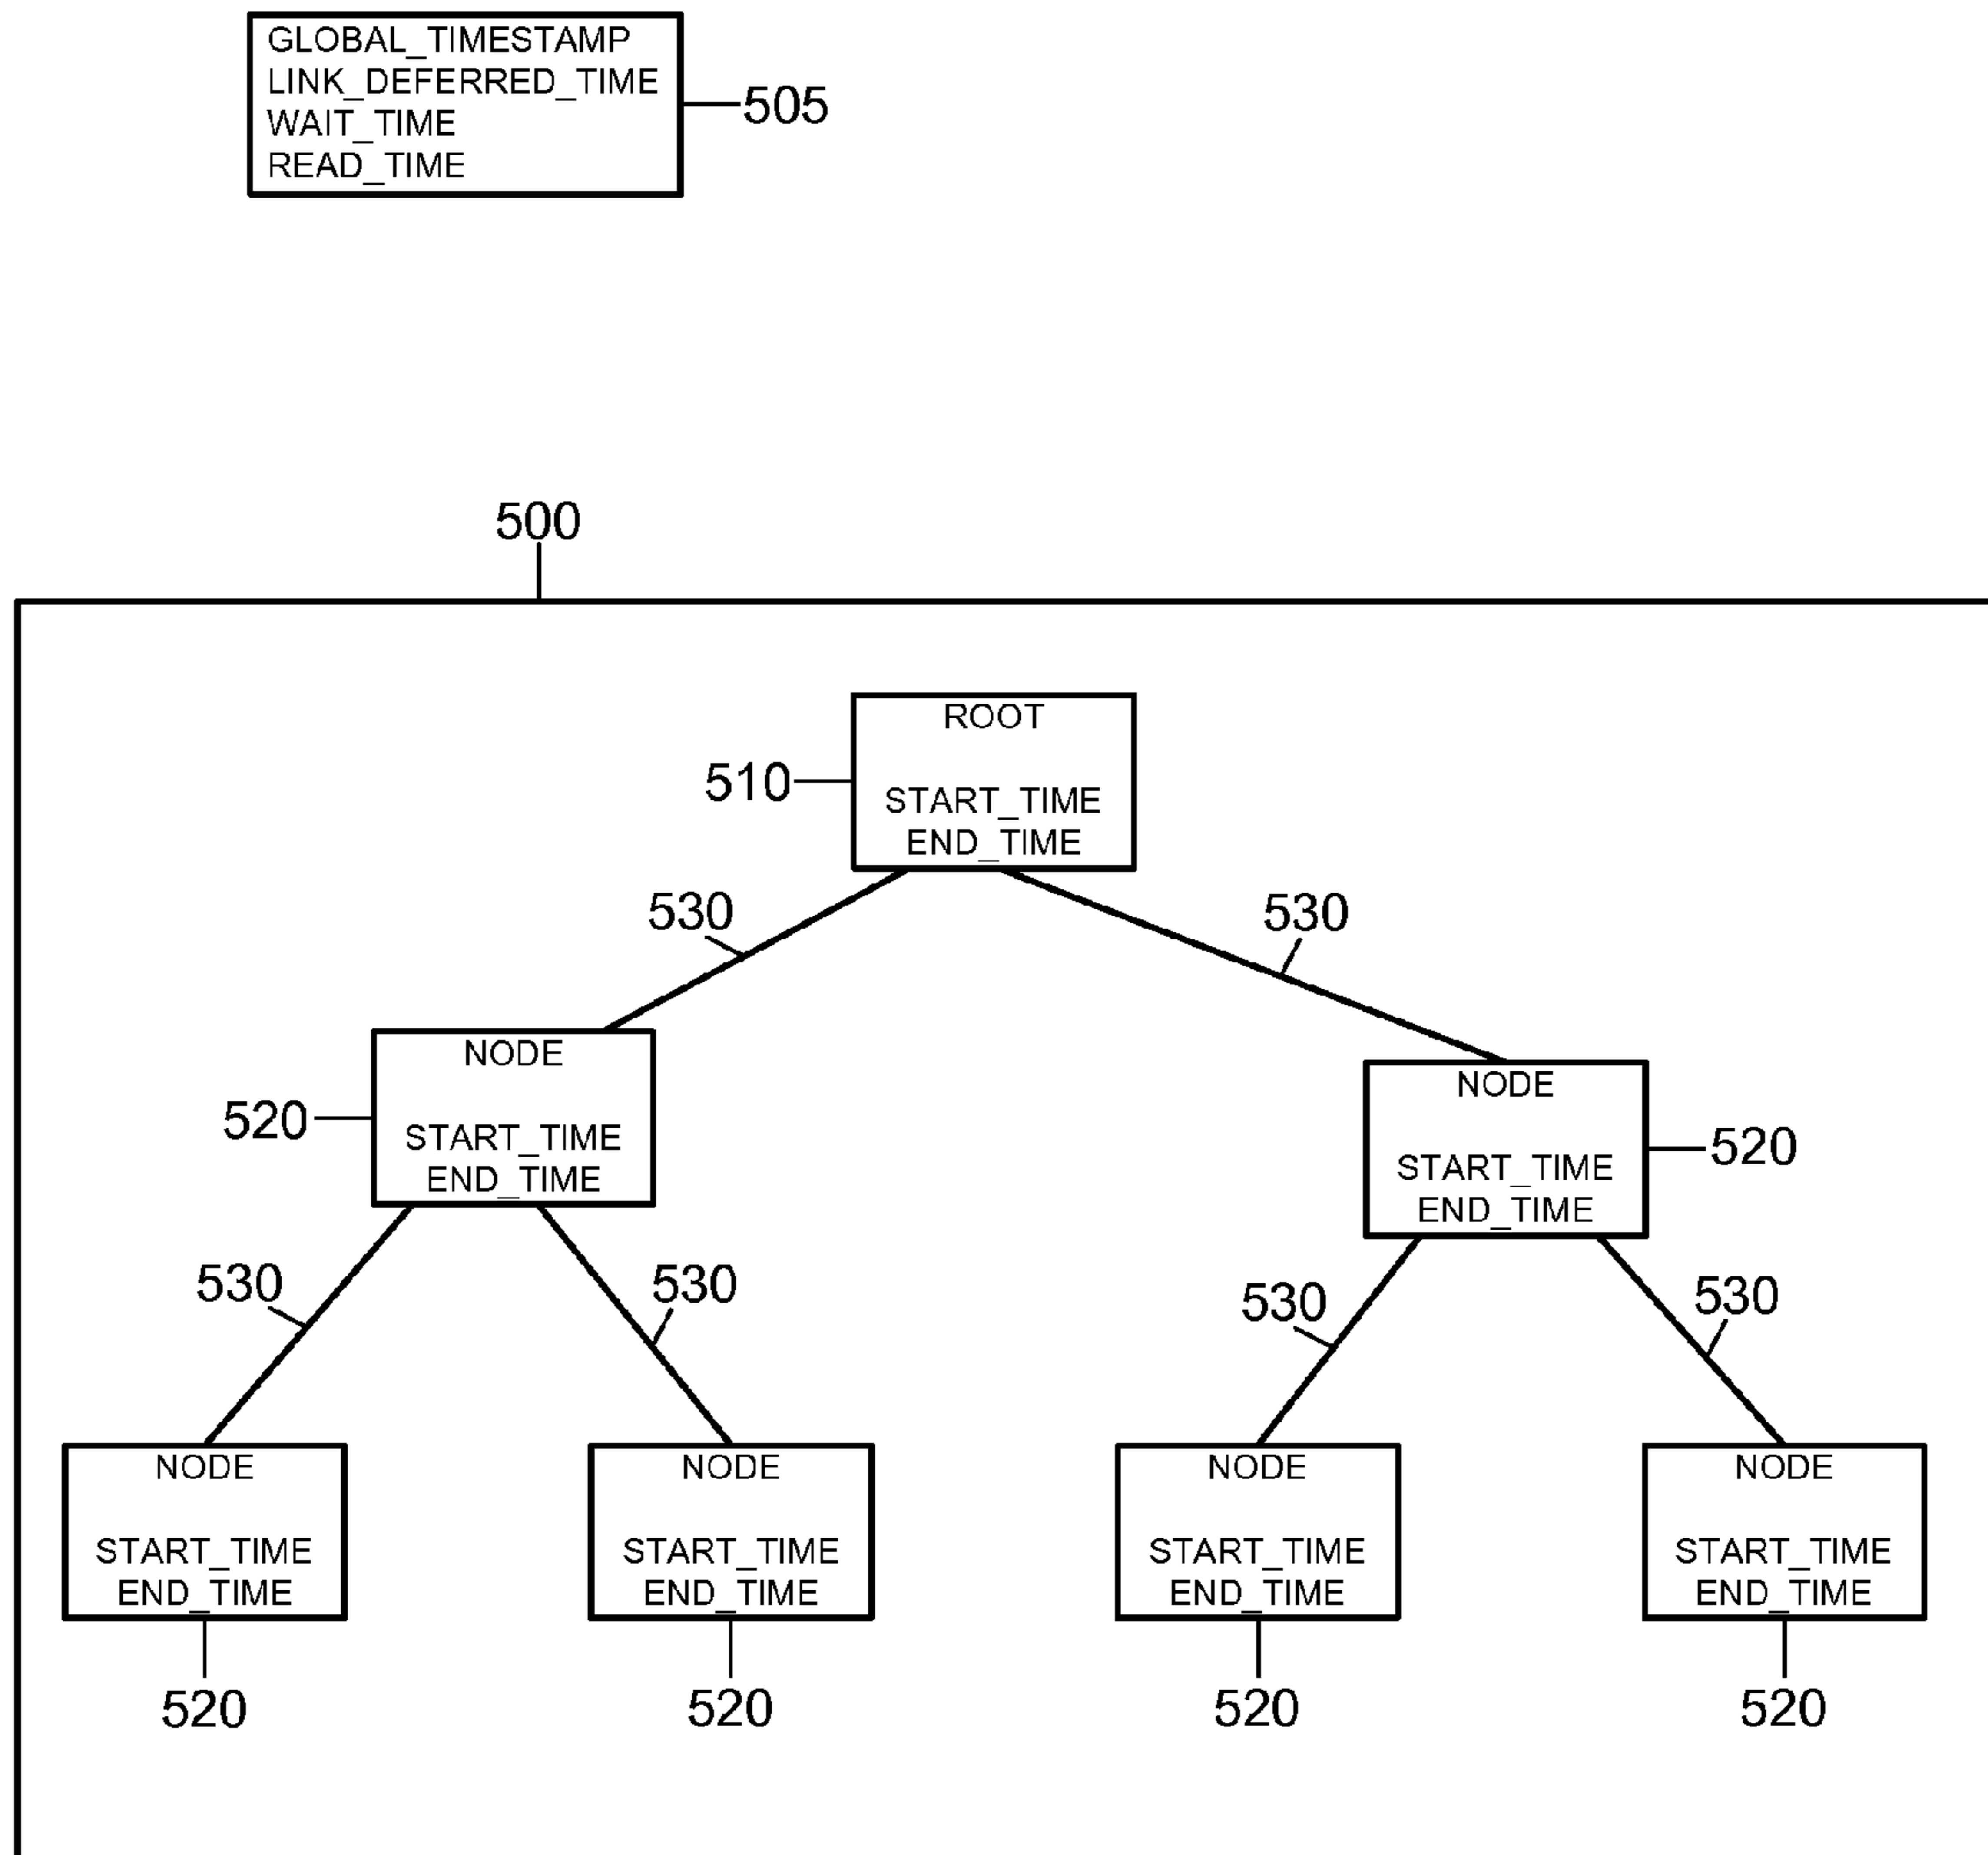 GLOBAL_TIMESTAMP
LINK_DEFERRED_TIME
WAIT_TIME
READ_TIME
505
500
ROOT
START_TIME
END_TIME
510
530
530
NODE
START_TIME
END_TIME
520
NODE
START_TIME
END_TIME
520
530
530
530
530
NODE
START_TIME
END_TIME
NODE
START_TIME
END_TIME
NODE
START_TIME
END_TIME
NODE
START_TIME
END_TIME
520
520
520
520